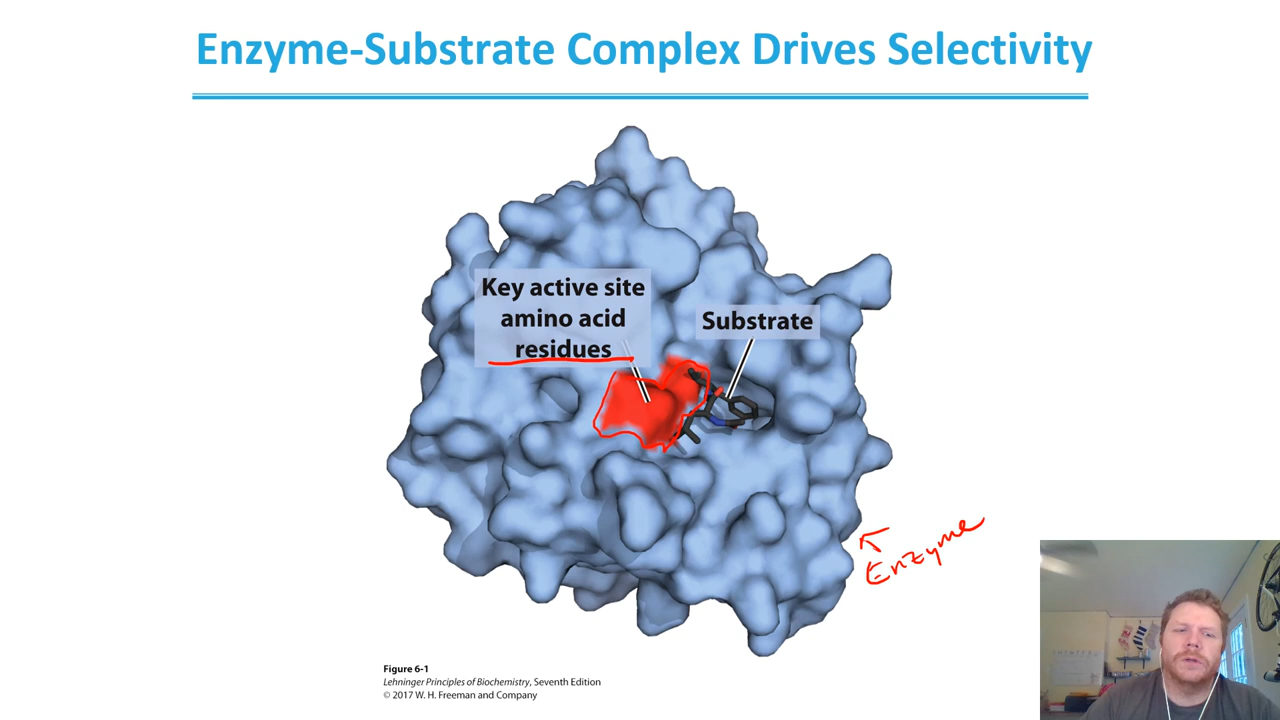 Enzyme-Substrate Complex Drives Selectivity
Key active site
amino acid
residues
Substrate
Enzyme
Figure 6-1
Lehninger Principles of Biochemistry, Seventh Edition
© 2017 W. H. Freeman and Company